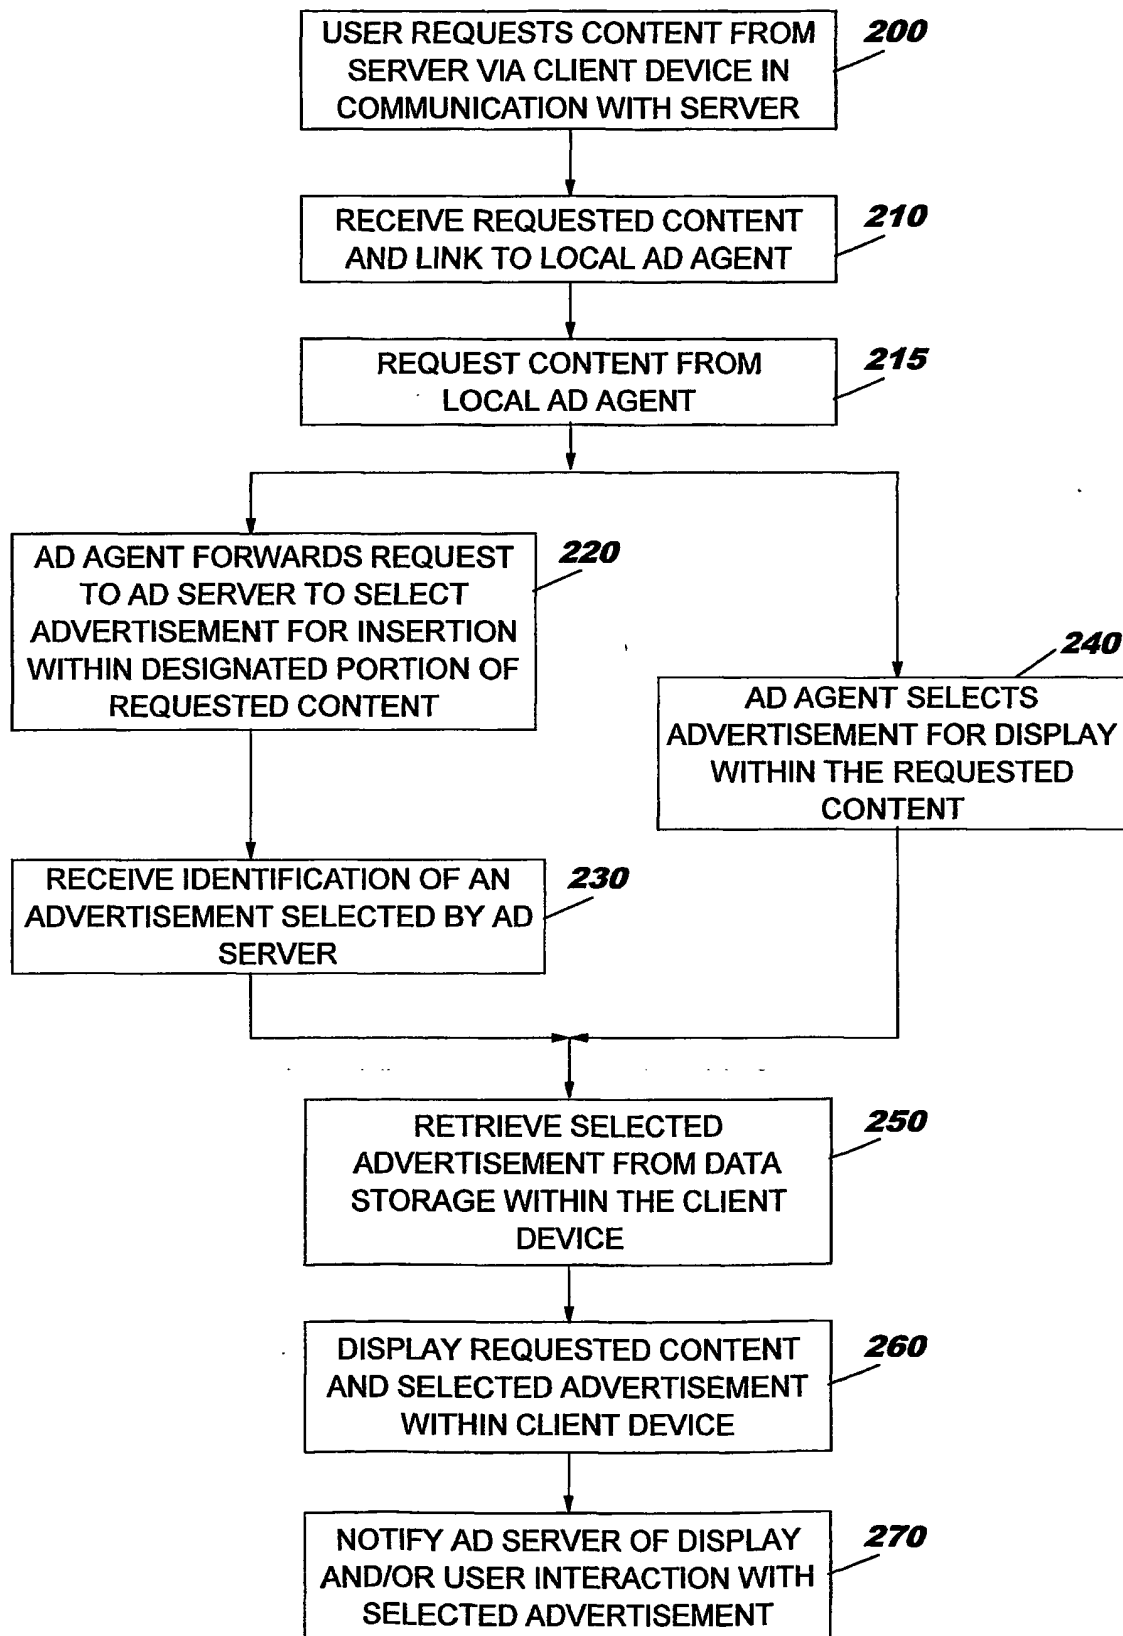 USER REQUESTS CONTENT FROM
SERVER VIA CLIENT DEVICE IN
COMMUNICATION WITH SERVER
200
RECEIVE REQUESTED CONTENT
AND LINK TO LOCAL AD AGENT
210
REQUEST CONTENT FROM
LOCAL AD AGENT
215
AD AGENT FORWARDS REQUEST
TO AD SERVER TO SELECT
ADVERTISEMENT FOR INSERTION
WITHIN DESIGNATED PORTION OF
REQUESTED CONTENT
220
240
AD AGENT SELECTS
ADVERTISEMENT FOR DISPLAY
WITHIN THE REQUESTED
CONTENT
RECEIVE IDENTIFICATION OF AN
ADVERTISEMENT SELECTED BY AD
SERVER
230
RETRIEVE SELECTED
ADVERTISEMENT FROM DATA
STORAGE WITHIN THE CLIENT
DEVICE
250
DISPLAY REQUESTED CONTENT
AND SELECTED ADVERTISEMENT
WITHIN CLIENT DEVICE
260
NOTIFY AD SERVER OF DISPLAY
AND/OR USER INTERACTION WITH
SELECTED ADVERTISEMENT
270